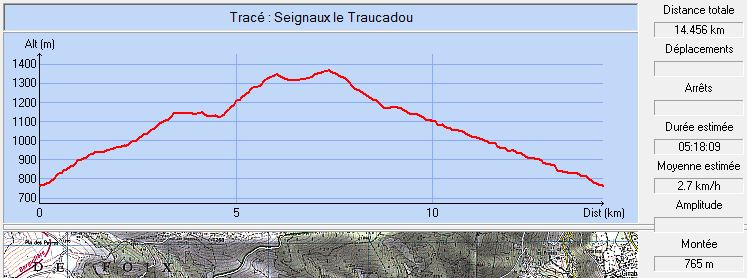 Tracé : Seignaux le Traucadou
Alt (m)
1400
1300
1200
1100
1000
900
800
700
0
5
10
Dist (km)
Distance totale
14.456 km
Déplacements
Arrêts
Durée estimée
05:18:09
Moyenne estimée
2.7 km/h
Amplitude
Montée
765 m
DE FOIX